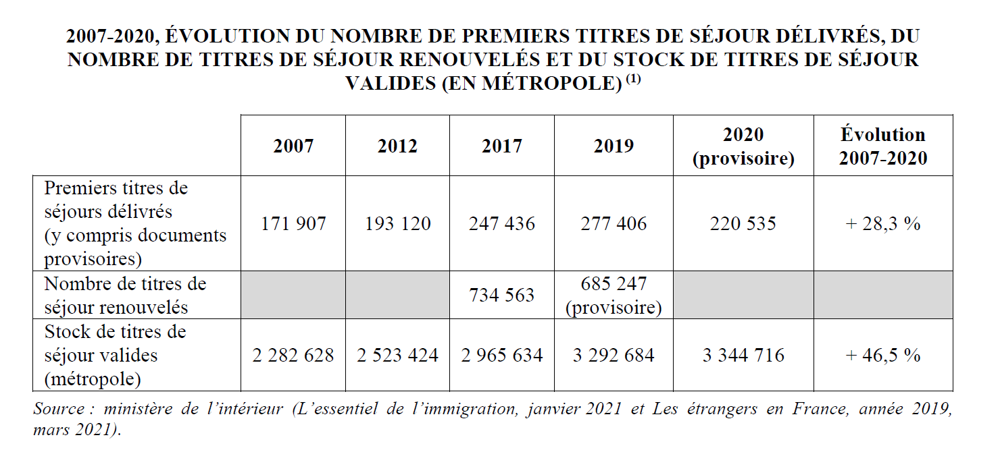 2007-2020, ÉVOLUTION DU NOMBRE DE PREMIERS TITRES DE SÉJOUR DÉLIVRÉS, DU
NOMBRE DE TITRES DE SÉJOUR RENOUVELÉS ET DU STOCK DE TITRES DE SÉJOUR
VALIDES (EN MÉTROPOLE) (1)
2007 2012 2017 2019 2020 (provisoire) Évolution 2007-2020
Premiers titres de
séjours délivrés
(y compris documents
provisoires)
171 907 193 120 247 436 277 406 220 535 + 28,3 %
Nombre de titres de
séjour renouvelés
734 563 685 247 (provisoire)
Stock de titres de
séjour valides
(métropole)
2 282 628 2 523 424 2 965 634 3 292 684 3 344 716 + 46,5 %
Source : ministère de l’intérieur (L’essentiel de l’immigration, janvier 2021 et Les étrangers en France, année 2019,
mars 2021).